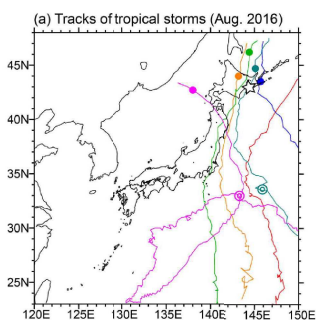 (a) Tracks of tropical storms (Aug. 2016)
45N
40N
35N
30N
25N
120E 125E 130E 135E 140E 145E 150E